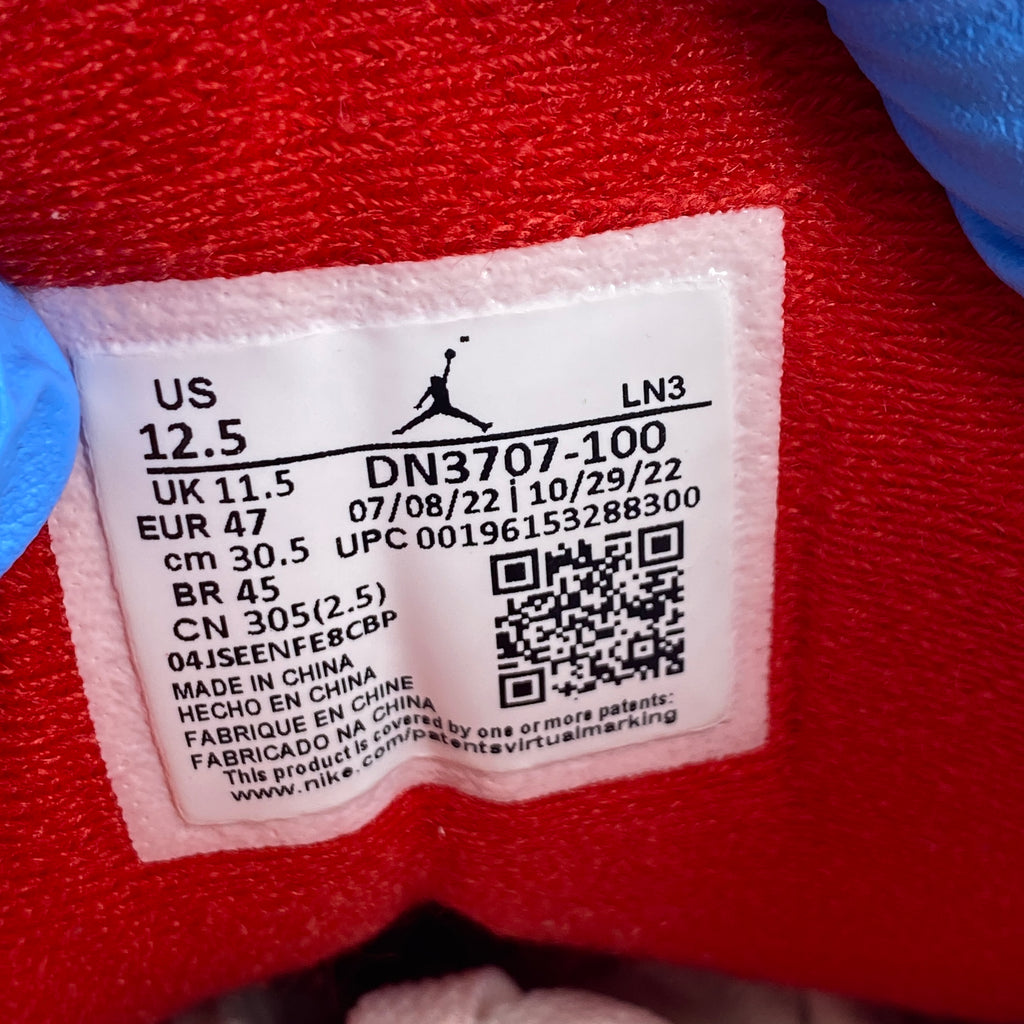 US
12.5
LN3
UK 11.5
EUR 47
cm 30.5
BR 45
CN 305(2.5)
DN3707-100
07/08/22 | 10/29/22
UPC 00196153288300
04JSEENFE8CBP
MADE IN CHINA
HECHO EN CHINA
FABRIQUE EN CHINE
FABRICADO NA CHINA
This product is covered by one or more patents:
www.nike.com/patentsvirtualmarking